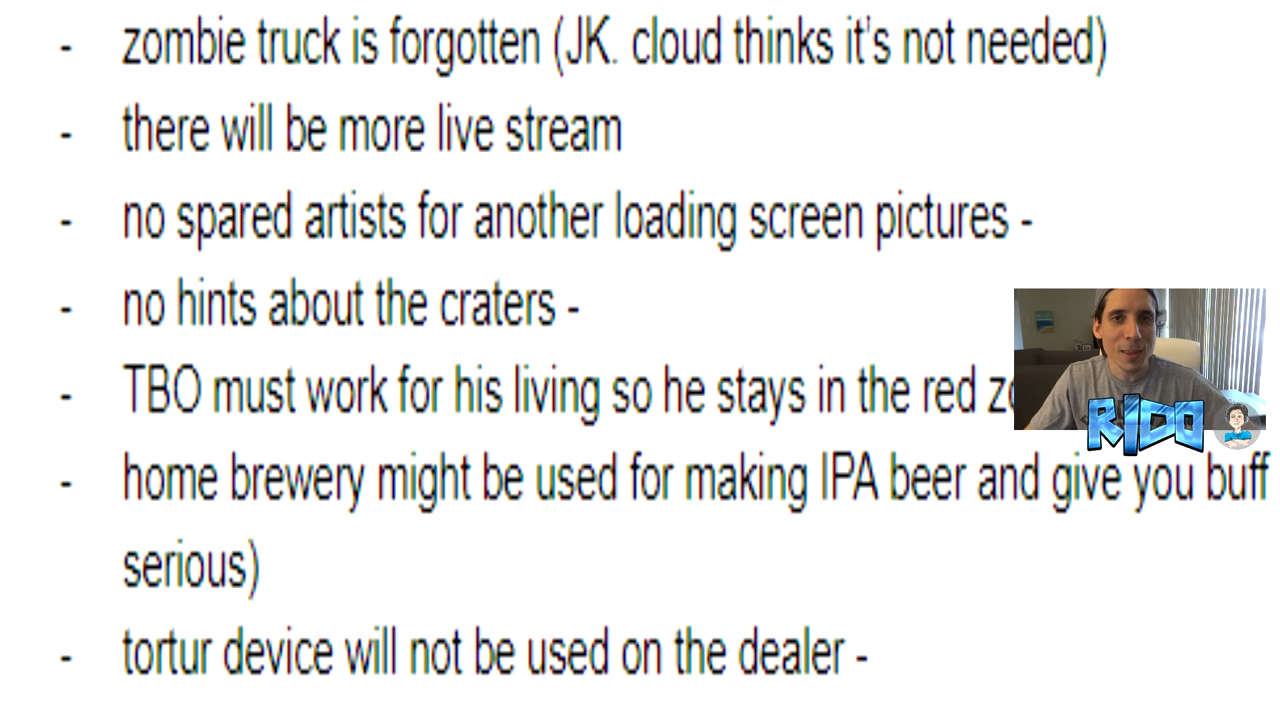 - zombie truck is forgotten (JK. cloud thinks it's not needed)
- there will be more live stream
- no spared artists for another loading screen pictures -
- no hints about the craters -
- TBO must work for his living so he stays in the red
RIDO
- home brewery might be used for making IPA beer and give you buff
serious)
- tortur device will not be used on the dealer -